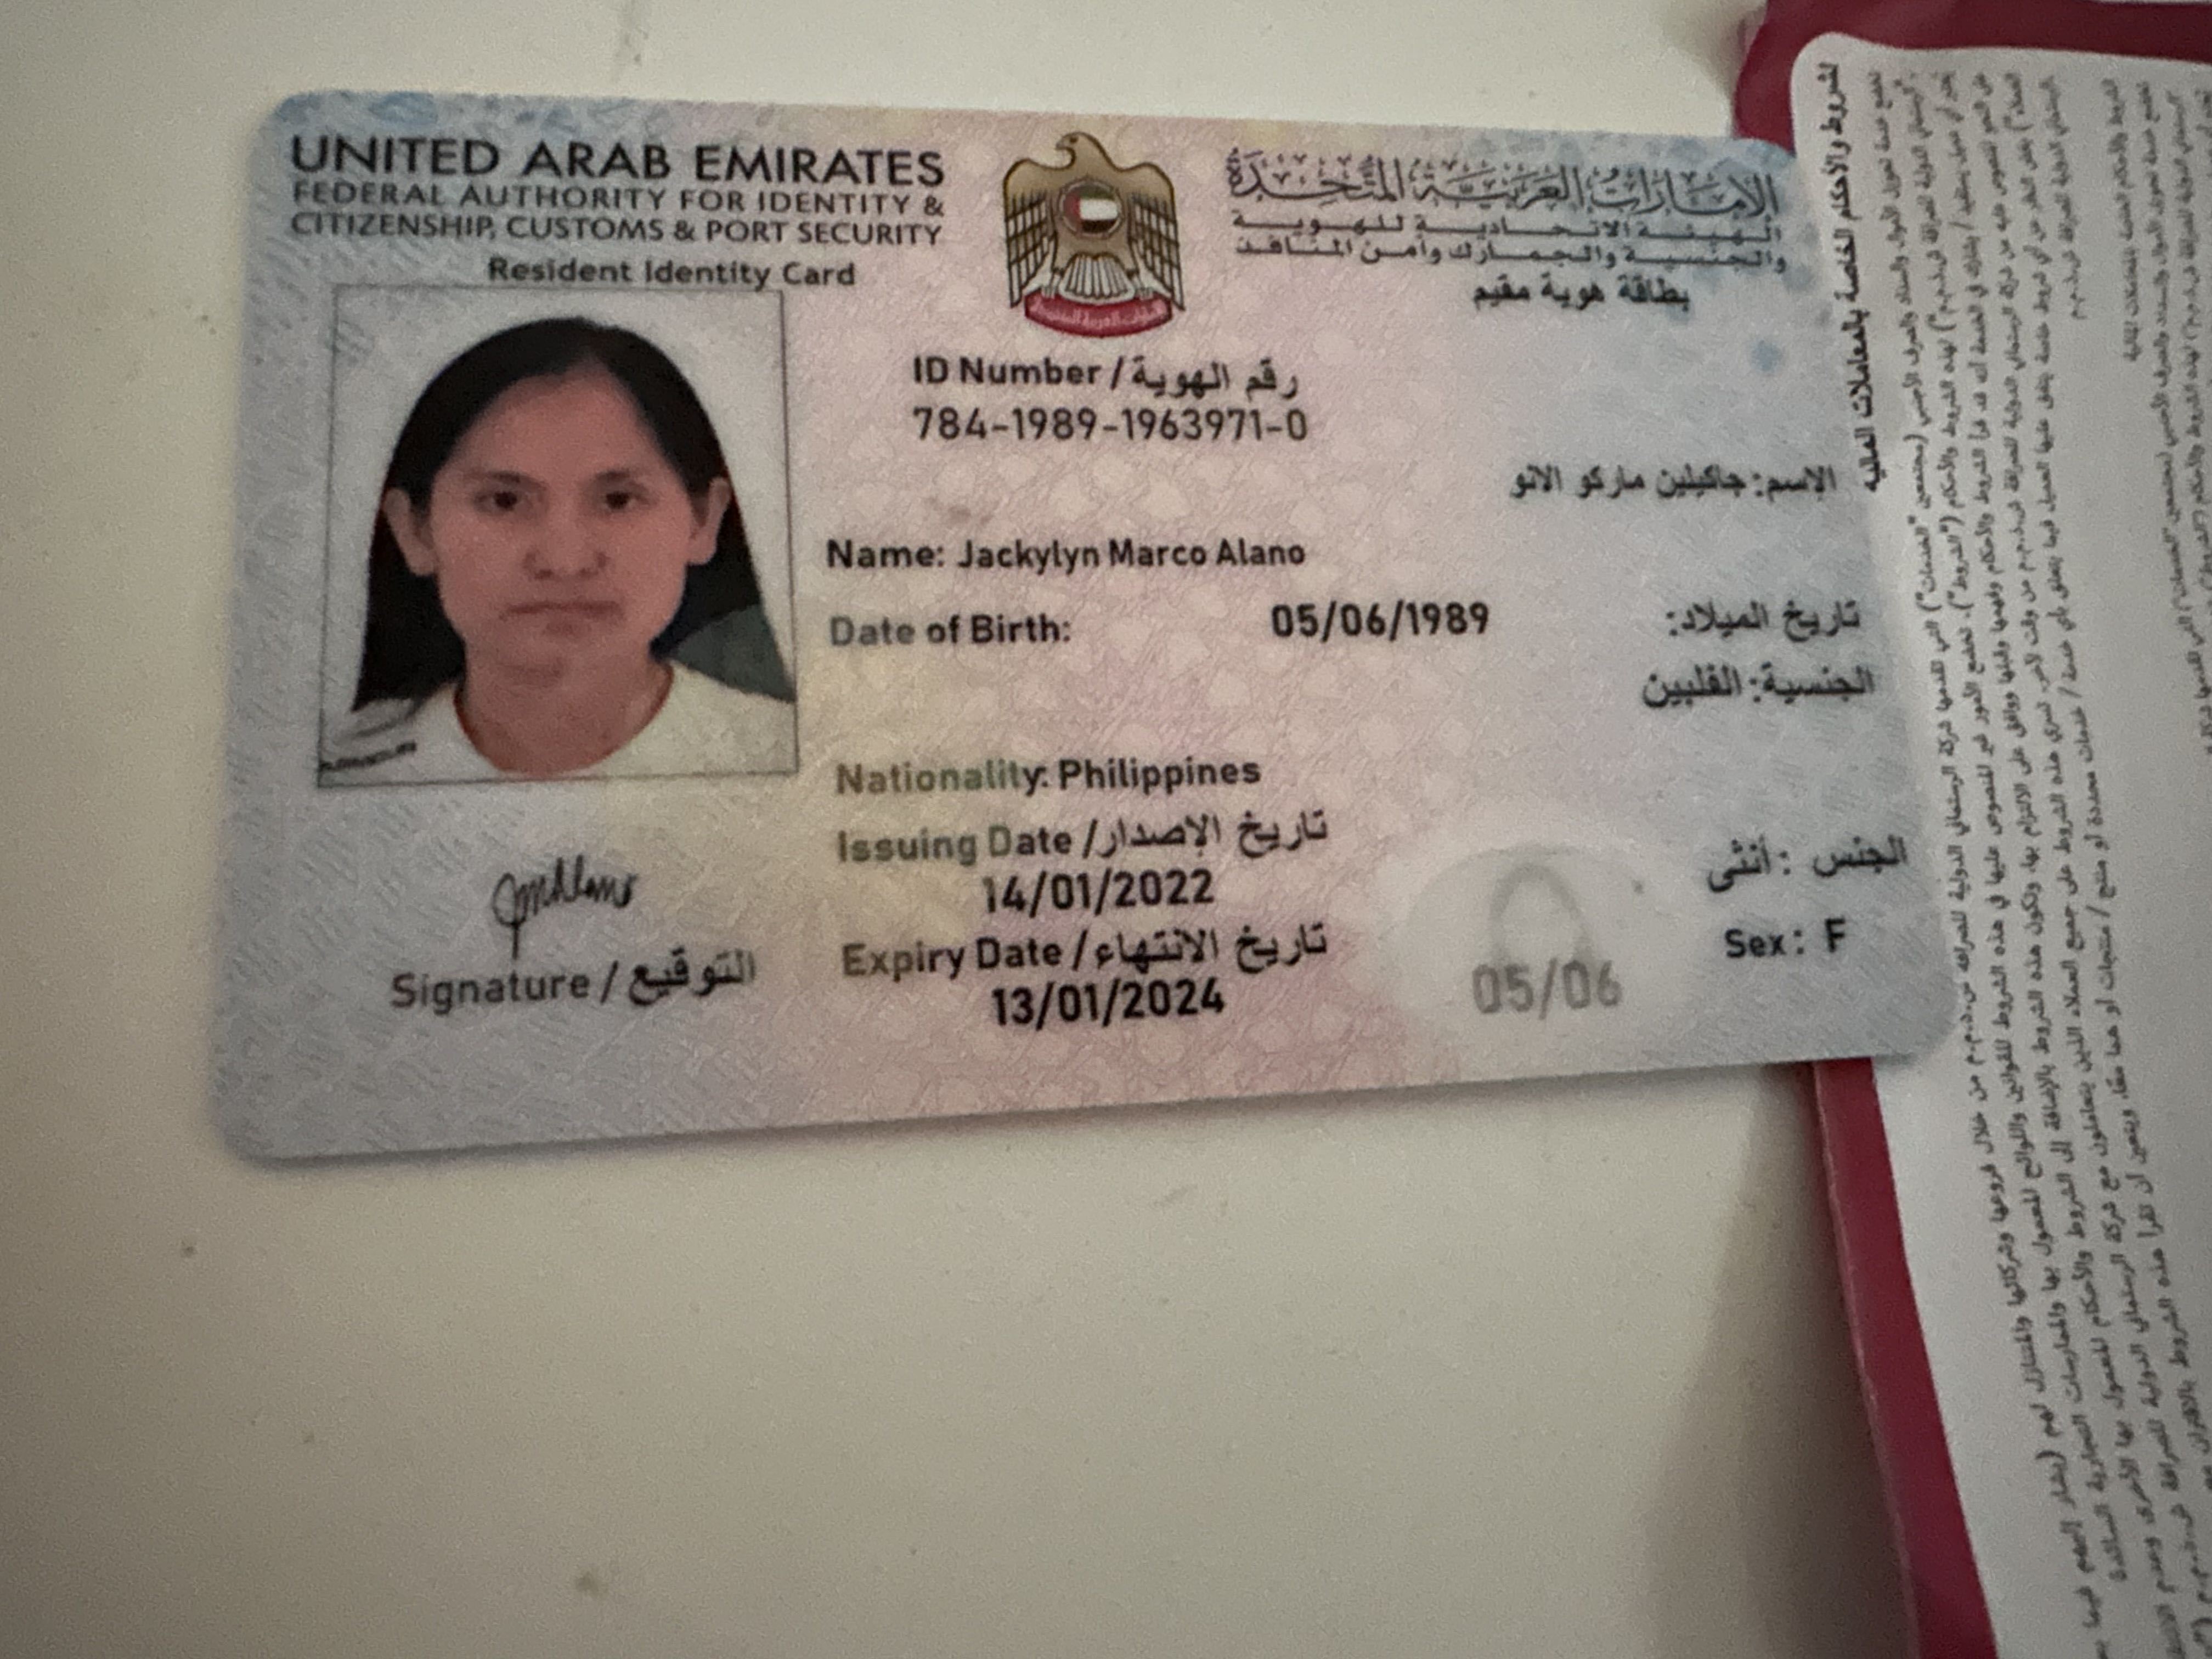 UNITED ARAB EMIRATES
FEDERAL AUTHORITY FOR IDENTITY &
CITIZENSHIP, CUSTOMS & PORT SECURITY
Resident Identity Card
الإمارات العربية المتحدة
الهيئة الاتحادية للهوية
والجنسية والجمارك وأمن المنافذ
بطاقة هوية مقيم
ID Number / رقم الهوية
784-1989-1963971-0
الاسم: جاكيلين ماركو الانو
Name: Jackylyn Marco Alano
Date of Birth: 05/06/1989 تاريخ الميلاد:
الجنسية: الفلبين
Nationality: Philippines
Issuing Date / تاريخ الإصدار
14/01/2022
الجنس : أنثى
Expiry Date / تاريخ الانتهاء
13/01/2024
Sex : F
05/06
Signature / التوقيع
لشروط والأحكام الخاصة بالمعاملات الماليه
تخضع خدمة تحويل الأموال والسداد والصرف الأجنبي (مجتمعين "الخدمات") التي تقدمها شركة الرستماني الدولية للصرافة ش.ذ.م.م من خلال فروعها وشركائها والمتنازل لهم (يشار إليهم فيما
"الرستماني الدولية للصرافة ش.ذ.م.م") لهذه الشروط والأحكام ("الشروط"). تخضع الأمور غير المنصوص عليها في هذه الشروط للقوانين واللوائح المعمول بها والممارسات التجارية السائدة
يعتبر أي عميل يستفيد / يشارك في الخدمة أنه قد قرأ الشروط والأحكام وفهمها وقبلها ووافق على الالتزام بها، وتكون هذه الشروط بالإضافة إلى الشروط والأحكام المعمول بها الأخرى وعدم
على النحو المنصوص عليه من شركة الرستماني الدولية للصرافة ش.ذ.م.م من وقت لآخر. تسري هذه الشروط على جميع العملاء الذين يتعاملون مع شركة الرستماني الدولية للصرافة ش.ذ.م.م
العملاء") بغض النظر عن أي شروط خاصة يتفق عليها العميل فيما يتعلق بأي خدمة / خدمات محددة أو منتج / منتجات أو هما معًا، ويتعين أن تقرأ هذه الشروط بالاقتران
الرستماني الدولية للصرافة ش.ذ.م.م
الشروط والأحكام الخاصة بالمعاملات المالية
تخضع خدمة تحويل الأموال والسداد والصرف الأجنبي (مجتمعين "الخدمات") التي تقدمها
"الرستماني الدولية للصرافة ش.ذ.م.م") لهذه الشروط والأحكام ("الشروط")